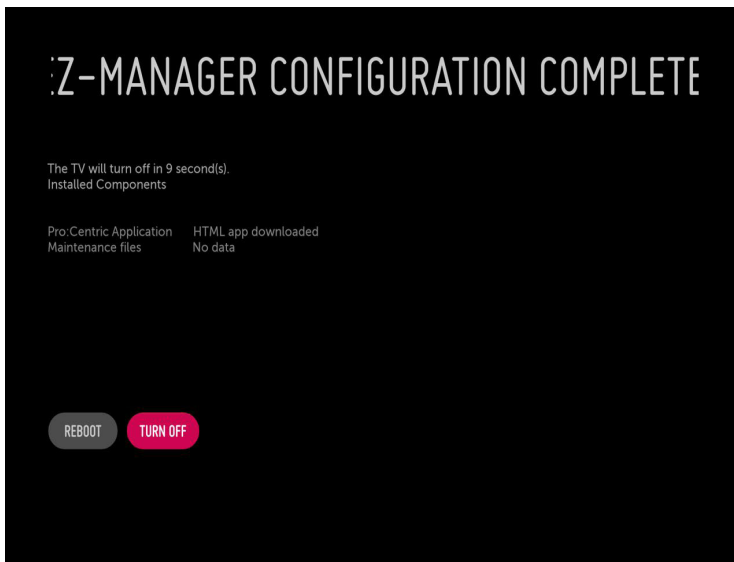 EZ-MANAGER CONFIGURATION COMPLETE
The TV will turn off in 9 second(s).
Installed Components
Pro:Centric Application HTML app downloaded
Maintenance files No data
REBOOT TURN OFF